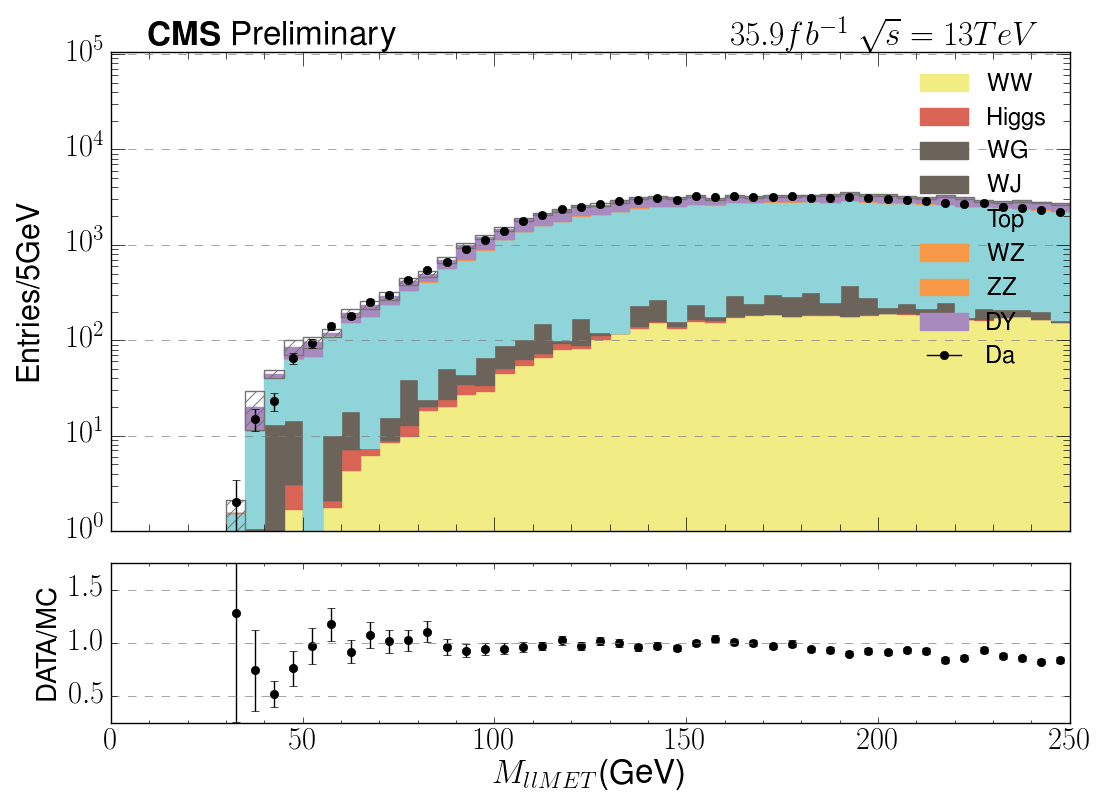 CMS Preliminary 35.9fb⁻¹ √s = 13TeV
Entries/5GeV
10⁵
10⁴
10³
10²
10¹
10⁰
WW
Higgs
WG
WJ
Top
WZ
ZZ
DY
Da
DATA/MC
1.5
1.0
0.5
0 50 100 150 200 250
M_{llMET}(GeV)